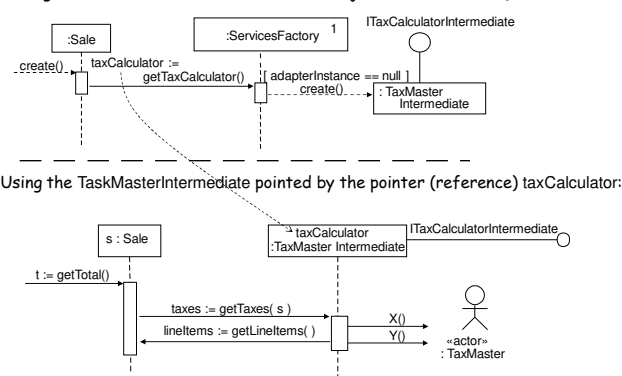 ITaxCalculatorIntermediate
:Sale
:ServicesFactory 1
create()
taxCalculator :=
getTaxCalculator()
[ adapterInstance == null ]
create()
: TaxMaster
Intermediate
Using the TaskMasterIntermediate pointed by the pointer (reference) taxCalculator:
s : Sale
taxCalculator
:TaxMaster Intermediate
ITaxCalculatorIntermediate
t := getTotal()
taxes := getTaxes( s )
lineItems := getLineItems( )
X()
Y()
«actor»
: TaxMaster